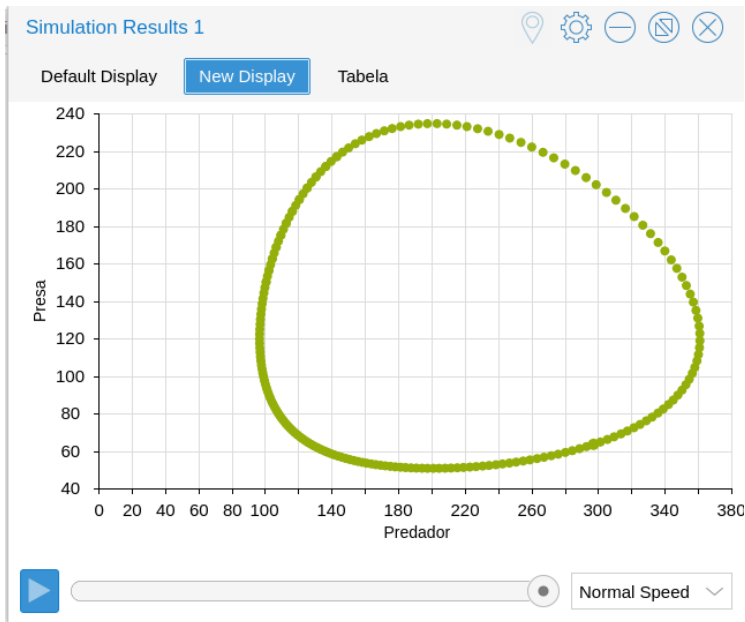 Simulation Results 1
Default Display New Display Tabela
240
220
200
180
160
140
120
100
80
60
40
Presa
0 20 40 60 80 100 140 180 220 260 300 340 380
Predador
Normal Speed